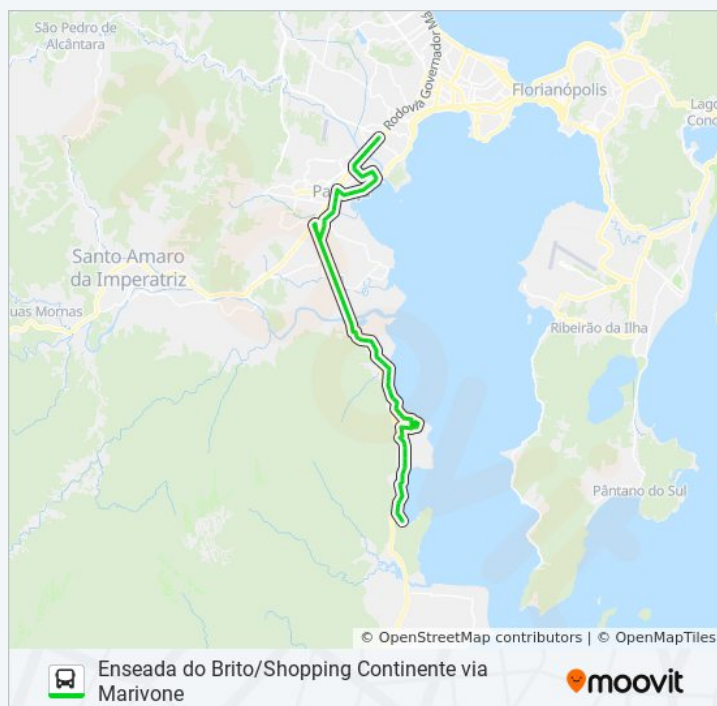 São Pedro de
Alcântara
Rodovia Governador Má
Florianópolis
Lago
Conc
Pa
Santo Amaro
da Imperatriz
uas Mornas
Ribeirão da Ilha
Pântano do Sul
© OpenStreetMap contributors | © OpenMapTiles
Enseada do Brito/Shopping Continente via
Marivone
moovit